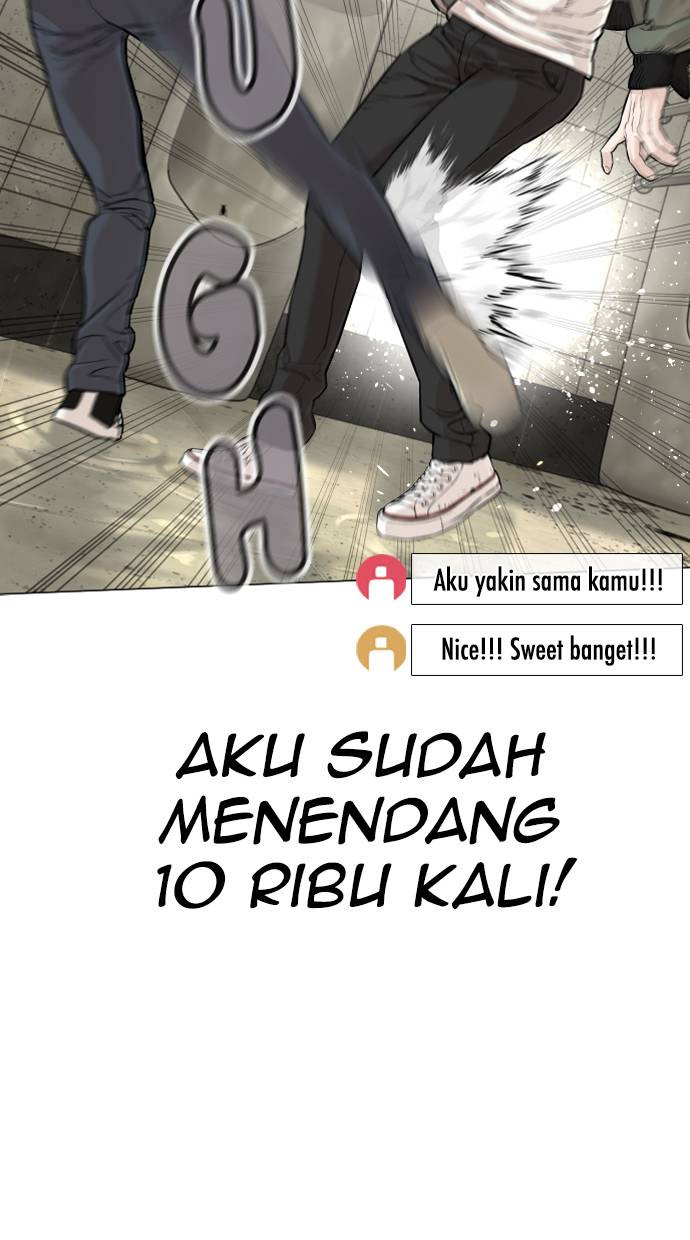 UGH
Aku yakin sama kamu!!!
Nice!!! Sweet banget!!!
AKU SUDAH
MENENDANG
10 RIBU KALI!